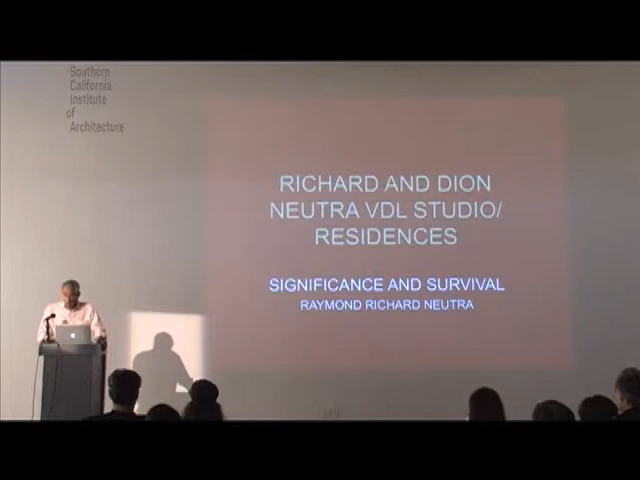 Southern
California
Institute
of
Architecture
RICHARD AND DION
NEUTRA VDL STUDIO/
RESIDENCES
SIGNIFICANCE AND SURVIVAL
RAYMOND RICHARD NEUTRA